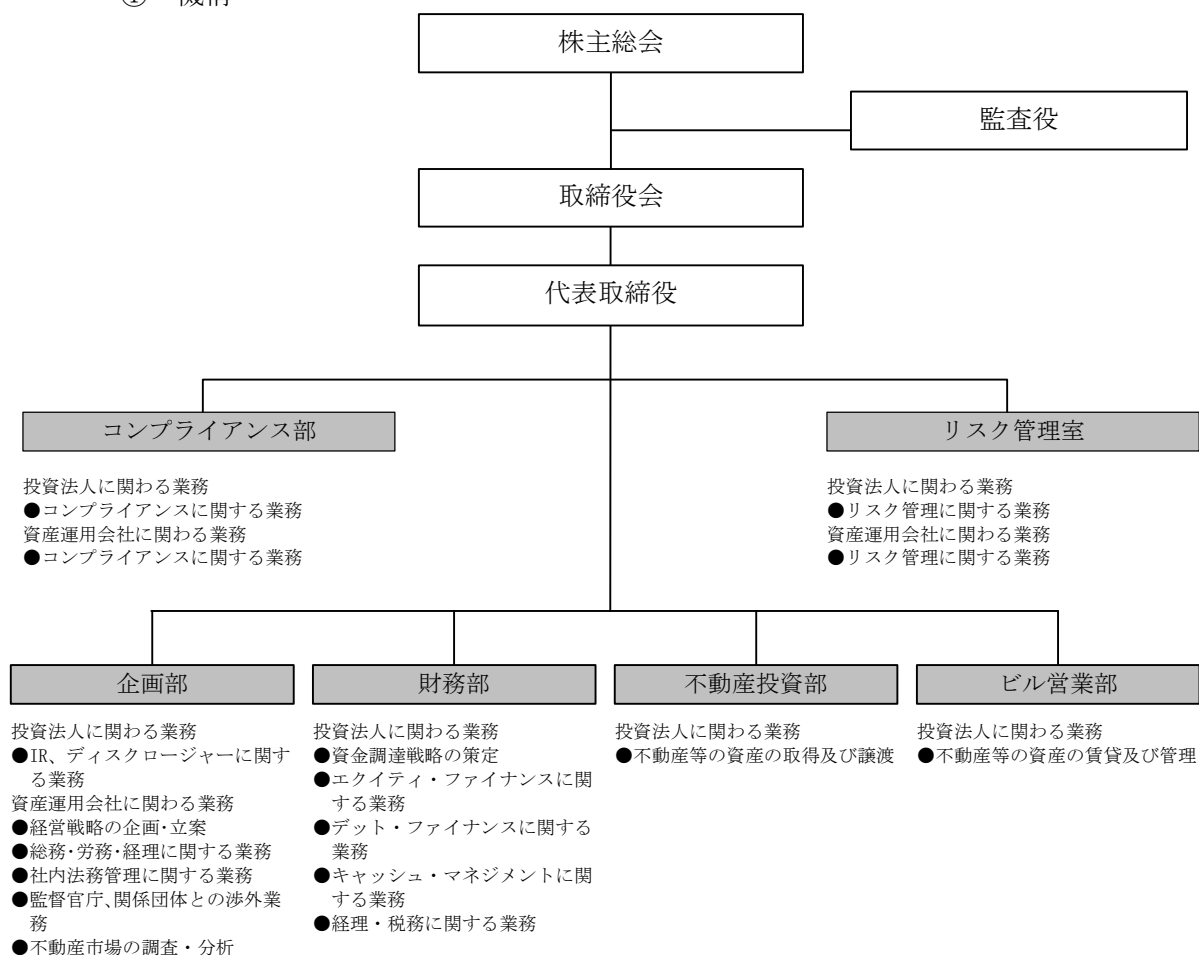 ① 機構
株主総会
監査役
取締役会
代表取締役
コンプライアンス部
投資法人に関わる業務
●コンプライアンスに関する業務
資産運用会社に関わる業務
●コンプライアンスに関する業務
リスク管理室
投資法人に関わる業務
●リスク管理に関する業務
資産運用会社に関わる業務
●リスク管理に関する業務
企画部
投資法人に関わる業務
●IR、ディスクロージャーに関す
る業務
資産運用会社に関わる業務
●経営戦略の企画･立案
●総務･労務･経理に関する業務
●社内法務管理に関する業務
●監督官庁、関係団体との渉外業
務
●不動産市場の調査・分析
財務部
投資法人に関わる業務
●資金調達戦略の策定
●エクイティ・ファイナンスに関
する業務
●デット・ファイナンスに関する
業務
●キャッシュ・マネジメントに関
する業務
●経理・税務に関する業務
不動産投資部
投資法人に関わる業務
●不動産等の資産の取得及び譲渡
ビル営業部
投資法人に関わる業務
●不動産等の資産の賃貸及び管理